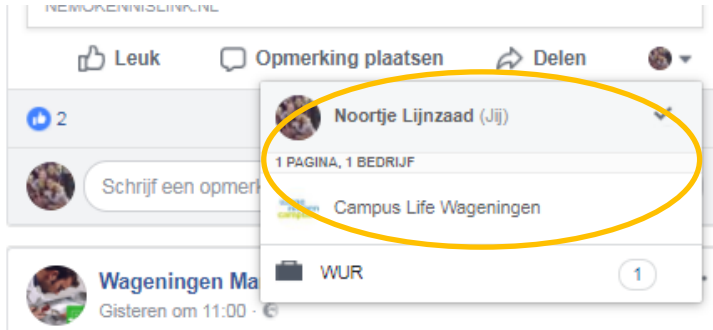 NEMOKENNISLINK.NL
Leuk Opmerking plaatsen Delen
2
Noortje Lijnzaad (Jij)
1 PAGINA, 1 BEDRIJF
Schrijf een opmerk
campus
Campus Life Wageningen
WUR 1
Wageningen Ma
Gisteren om 11:00 ·